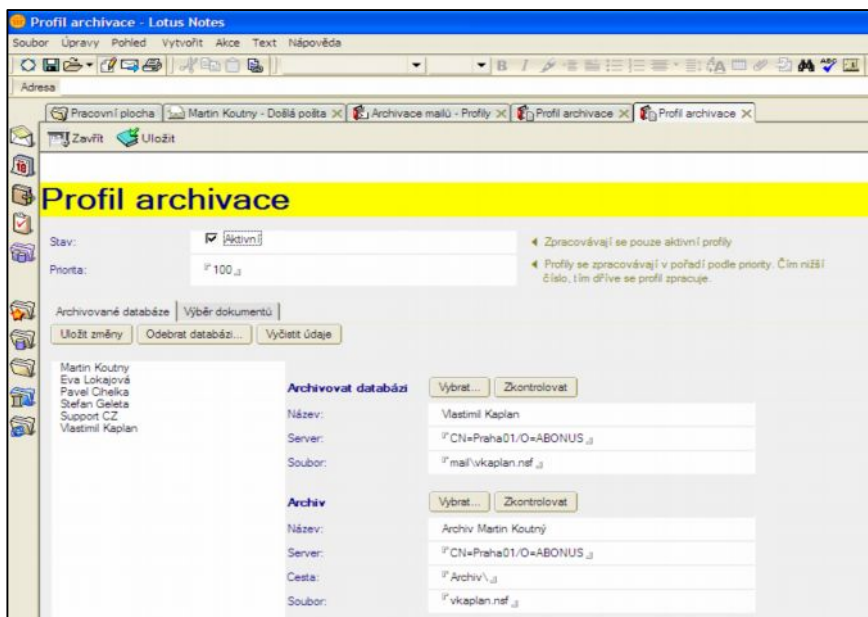 Profil archivace - Lotus Notes
Soubor Úpravy Pohled Vytvořit Akce Text Nápověda
Adresa
Pracovní plocha Martin Koutny - Došlá pošta Archivace mailů - Profily Profil archivace Profil archivace
Zavřít Uložit
Profil archivace
Stav: Aktivní Zpracovávají se pouze aktivní profily
Priorita: 100 Profily se zpracovávají v pořadí podle priority. Čím nižší
číslo, tím dříve se profil zpracuje.
Archivované databáze Výběr dokumentů
Uložit změny Odebrat databázi... Vyčistit údaje
Martin Koutny
Eva Lokajová
Pavel Cihelka
Stefan Geleta
Support CZ
Vlastimil Kaplan
Archivovat databázi Vybrat... Zkontrolovat
Název: Vlastimil Kaplan
Server: CN=Praha01/O=ABONUS
Soubor: mail\vkaplan.nsf
Archiv Vybrat... Zkontrolovat
Název: Archiv Martin Koutný
Server: CN=Praha01/O=ABONUS
Cesta: Archiv\
Soubor: vkaplan.nsf